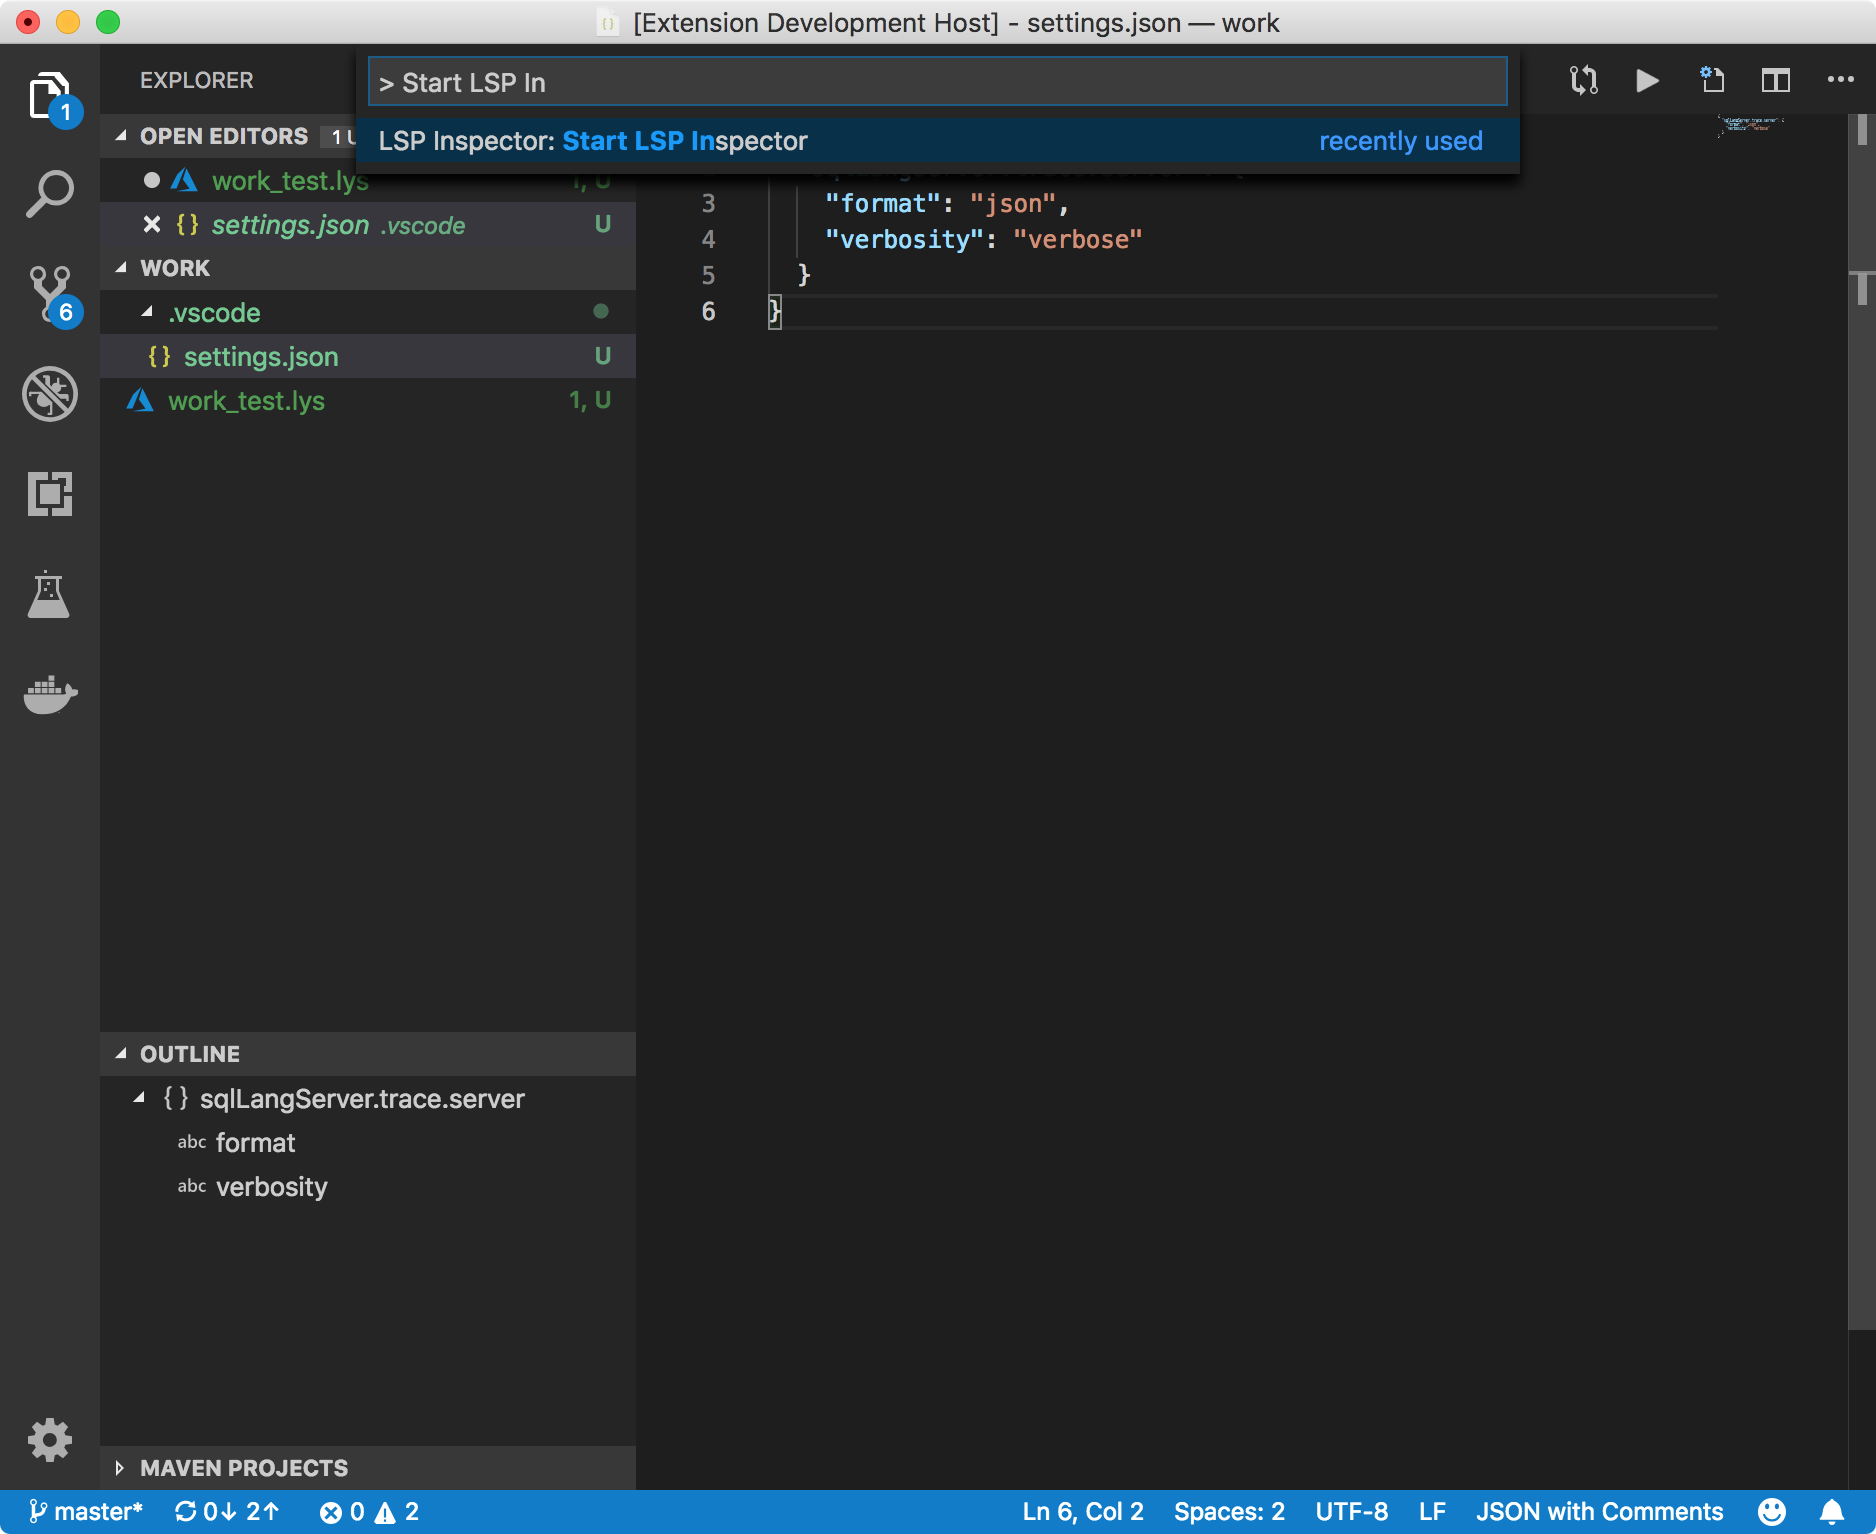 [Extension Development Host] - settings.json — work
EXPLORER
> Start LSP In
LSP Inspector: Start LSP Inspector
recently used
1
OPEN EDITORS
1 U
work_test.lys
1, U
settings.json .vscode
U
WORK
.vscode
settings.json
U
work_test.lys
1, U
6
3 "format": "json",
4 "verbosity": "verbose"
5 }
6 }
OUTLINE
{} sqlLangServer.trace.server
abc format
abc verbosity
MAVEN PROJECTS
master* 0↓ 2↑ 0 2
Ln 6, Col 2 Spaces: 2 UTF-8 LF JSON with Comments